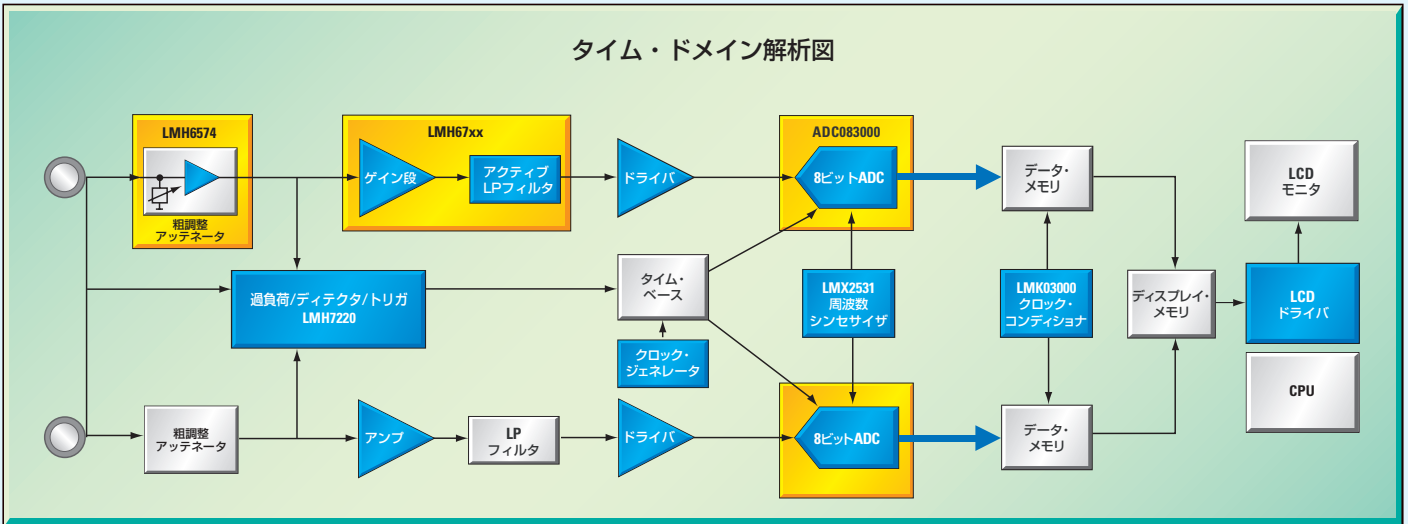 タイム・ドメイン解析図
LMH6574
粗調整
アッテネータ
LMH67xx
ゲイン段
アクティブ
LPフィルタ
ドライバ
ADC083000
8ビットADC
データ・
メモリ
LCD
モニタ
過負荷/ディテクタ/トリガ
LMH7220
タイム・
ベース
クロック・
ジェネレータ
LMX2531
周波数
シンセサイザ
LMK03000
クロック・
コンディショナ
ディスプレイ・
メモリ
LCD
ドライバ
CPU
粗調整
アッテネータ
アンプ
LP
フィルタ
ドライバ
8ビットADC
データ・
メモリ